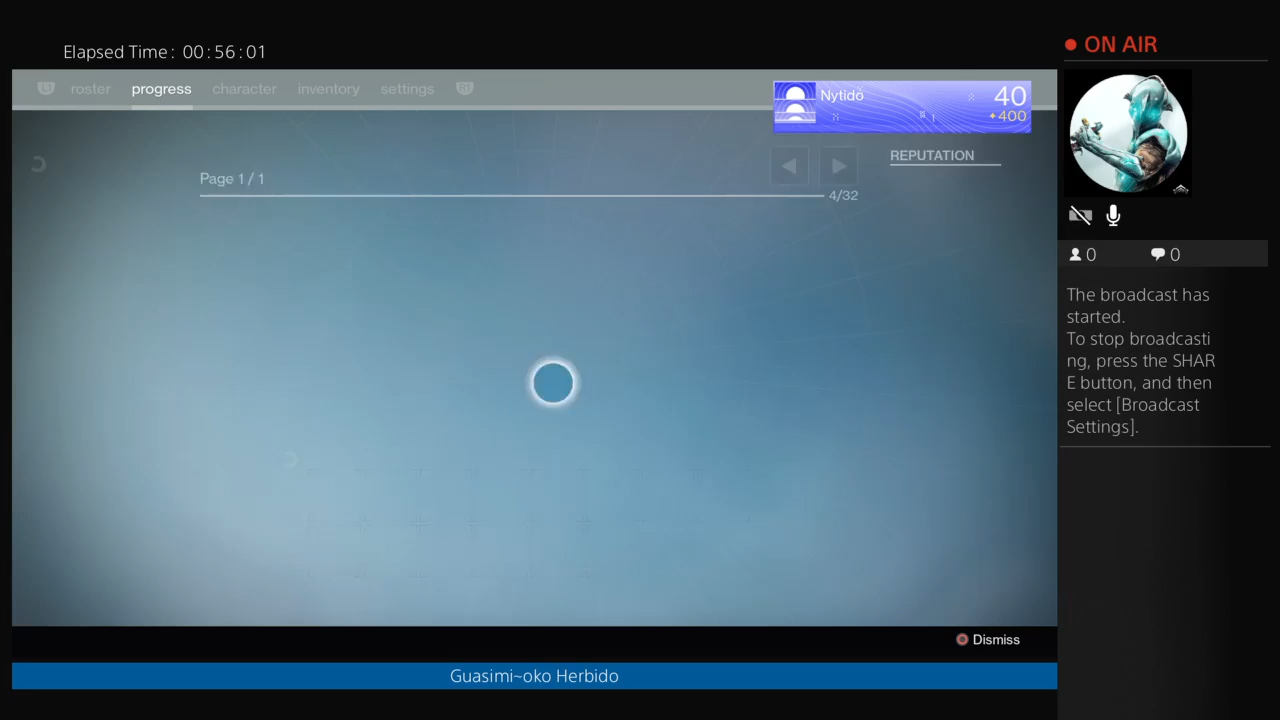 Elapsed Time: 00:56:01
ON AIR
L1 roster progress character inventory settings R1
Nytido
40
400
REPUTATION
Page 1 / 1
4/32
0 0
The broadcast has
started.
To stop broadcasti
ng, press the SHAR
E button, and then
select [Broadcast
Settings].
Dismiss
Guasimi~oko Herbido